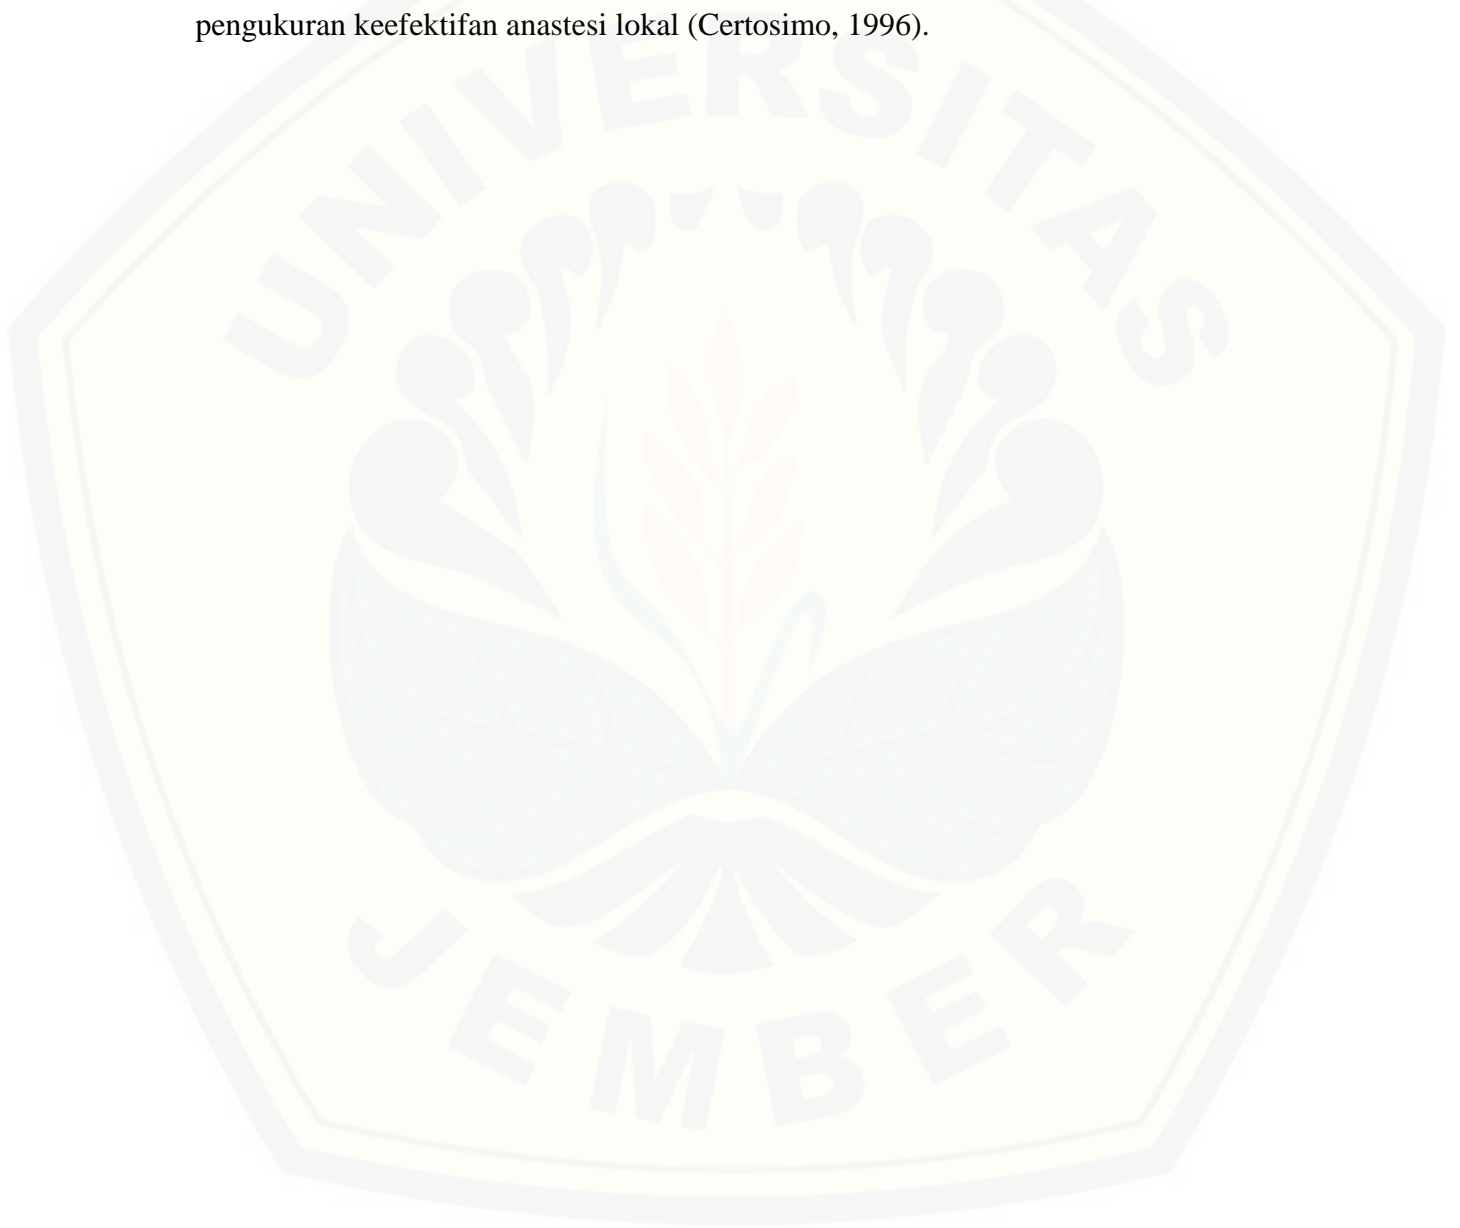 pengukuran keefektifan anastesi lokal (Certosimo, 1996).
UNIVERSITAS
JEMBER